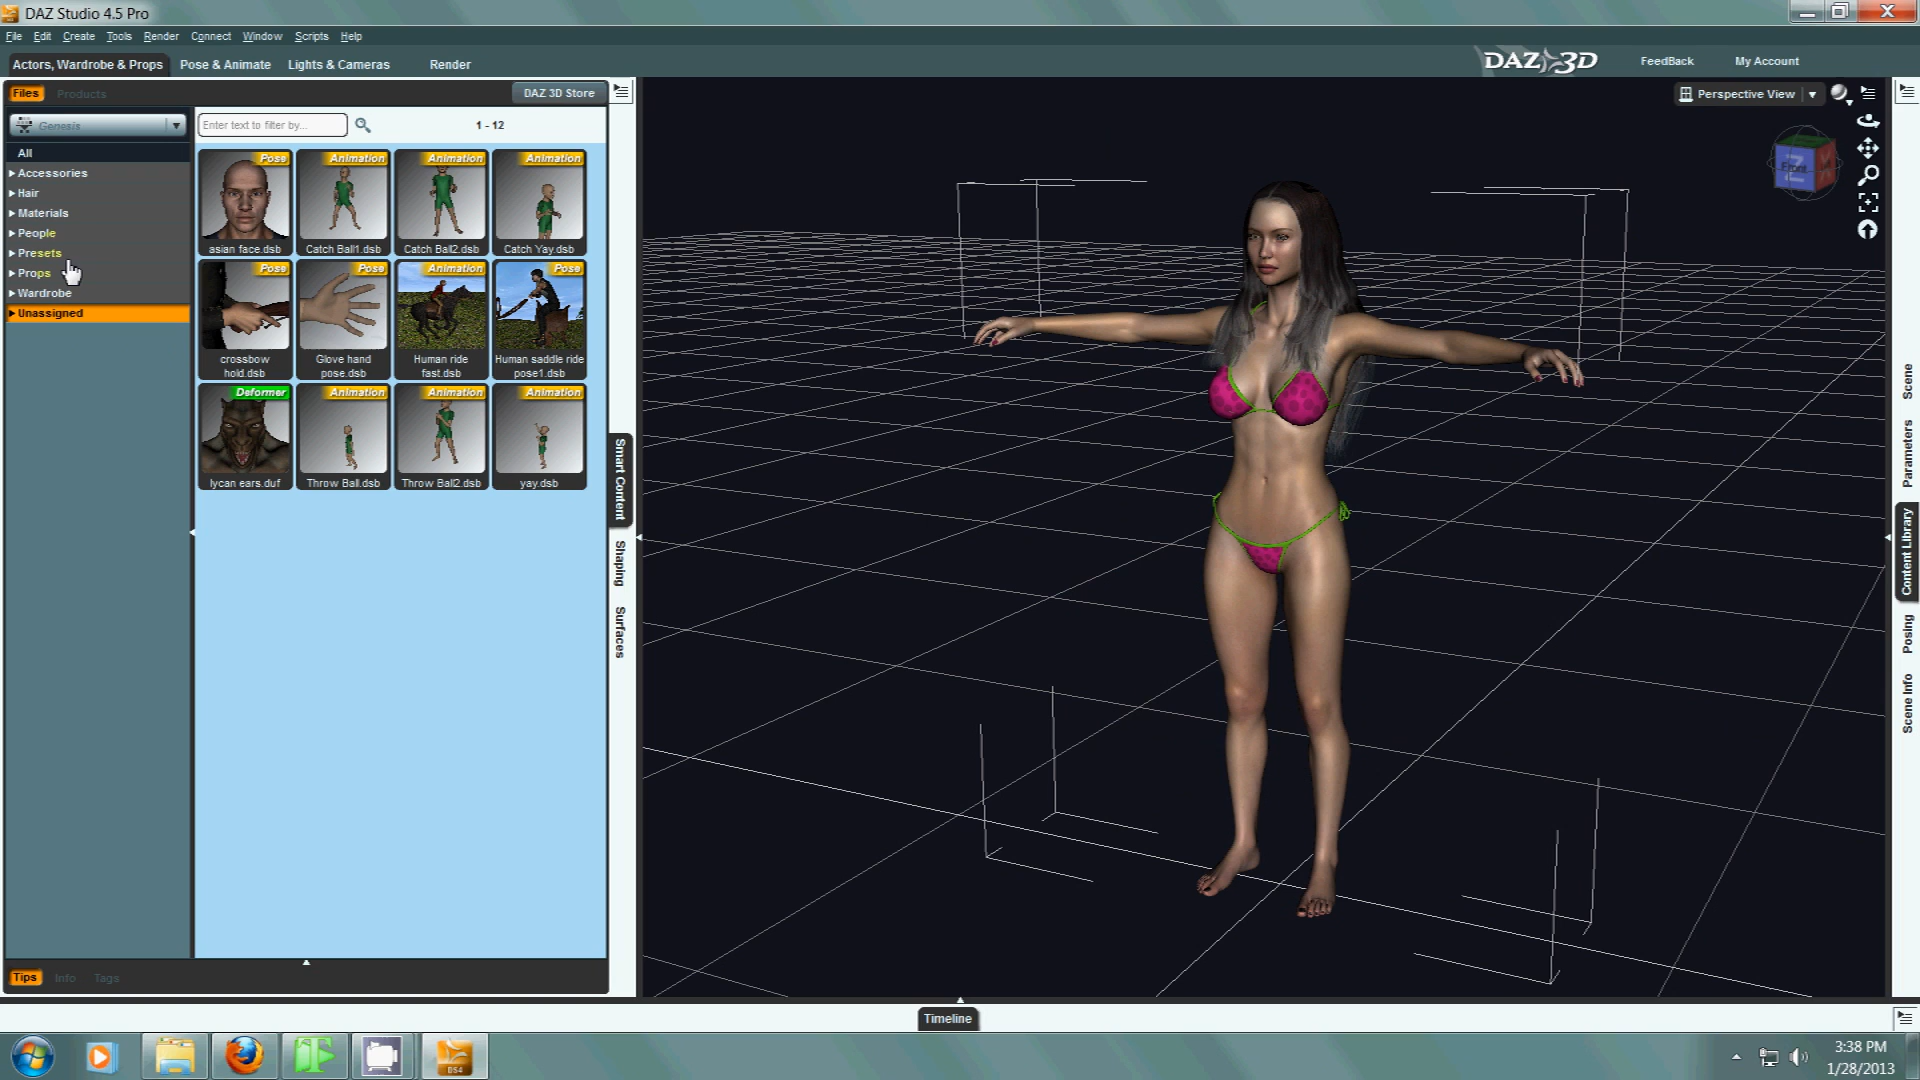 DAZ Studio 4.5 Pro
File Edit Create Tools Render Connect Window Scripts Help
Actors, Wardrobe & Props Pose & Animate Lights & Cameras Render
DAZ 3D FeedBack My Account
Files Products DAZ 3D Store
Perspective View
Genesis Enter text to filter by... 1 - 12
All
Accessories
Hair
Materials
People
Presets
Props
Wardrobe
Unassigned
Pose Animation Animation Animation
asian face.dsb Catch Ball1.dsb Catch Ball2.dsb Catch Yay.dsb
Pose Pose Animation Pose
crossbow hold.dsb Glove hand pose.dsb Human ride fast.dsb Human saddle ride pose1.dsb
Deformer Animation Animation Animation
lycan ears.duf Throw Ball.dsb Throw Ball2.dsb yay.dsb
Smart Content
Shaping
Surfaces
Front
Scene
Parameters
Content Library
Posing
Scene Info
Tips Info Tags
Timeline
DS4
3:38 PM
1/28/2013